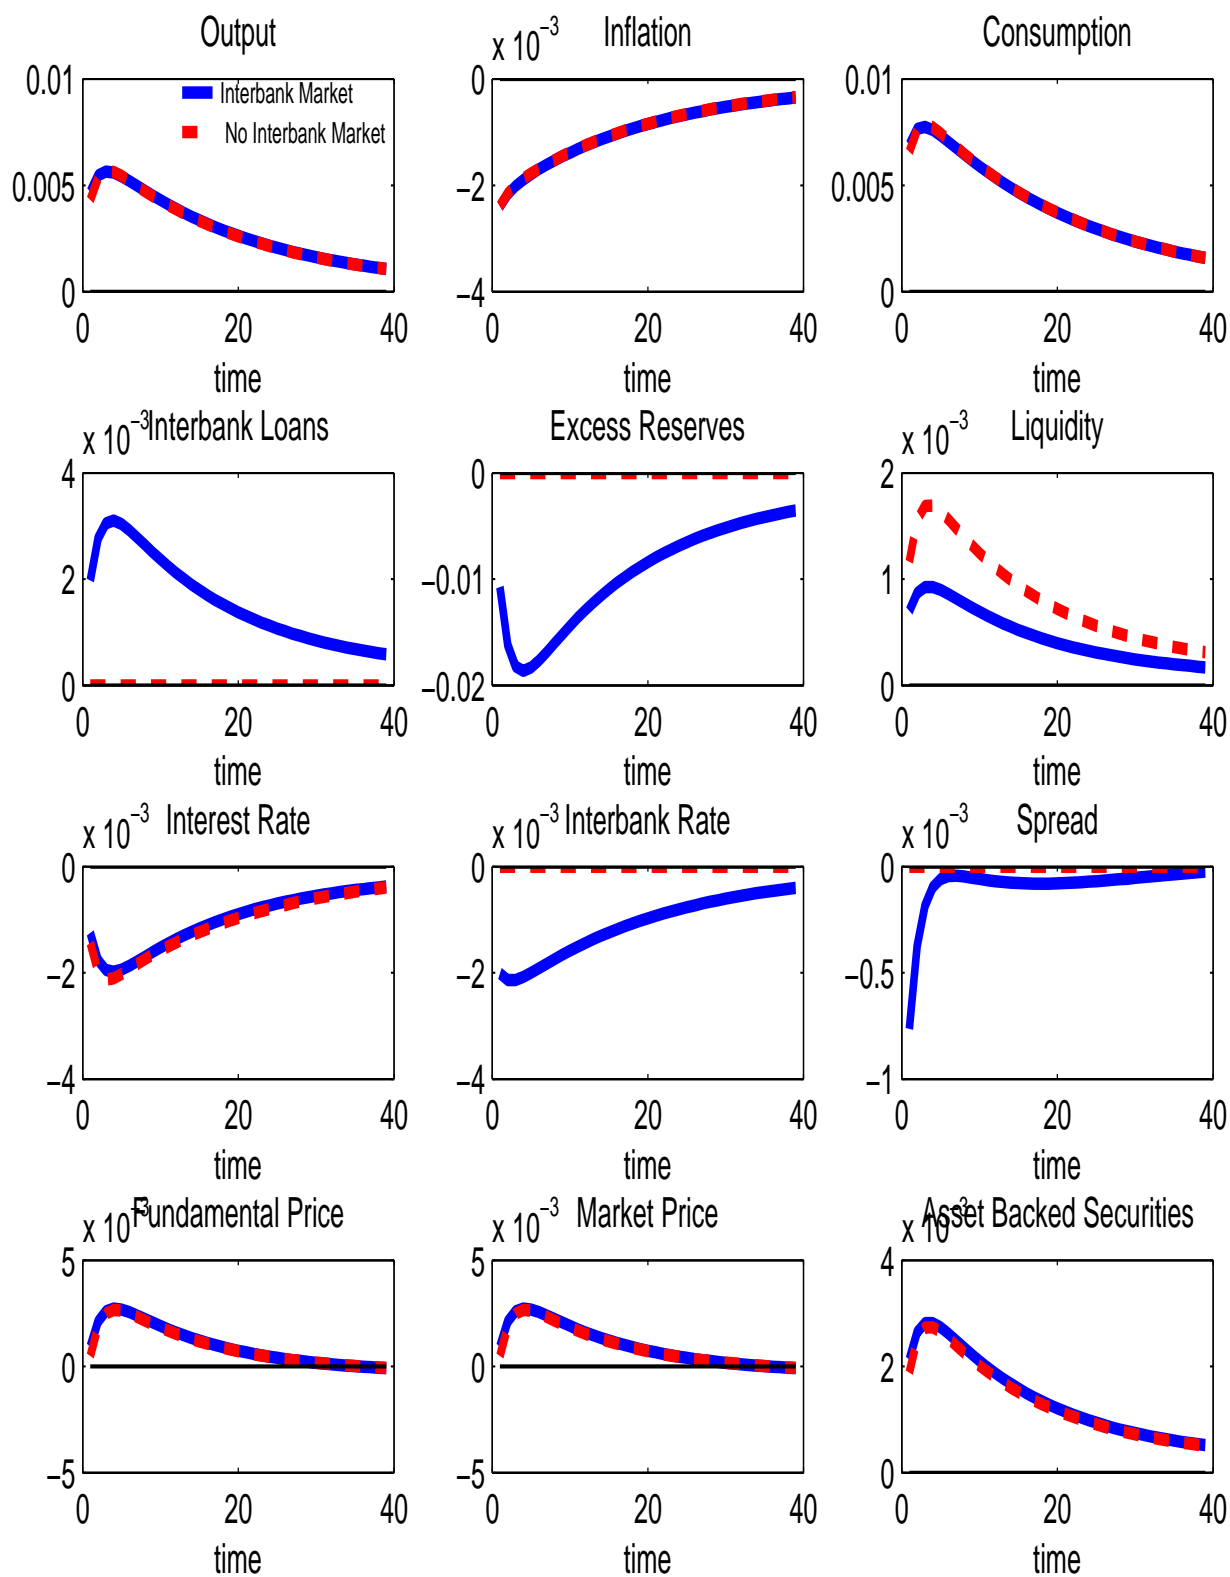 Output
0.01
0.005
0
0 20 40
time
Interbank Market
No Interbank Market
x 10−3
Inflation
0
−2
−4
0 20 40
time
Consumption
0.01
0.005
0
0 20 40
time
x 10−3
Interbank Loans
4
2
0
0 20 40
time
Excess Reserves
0
−0.01
−0.02
0 20 40
time
x 10−3
Liquidity
2
1
0
0 20 40
time
x 10−3
Interest Rate
0
−2
−4
0 20 40
time
x 10−3
Interbank Rate
0
−2
−4
0 20 40
time
x 10−3
Spread
0
−0.5
−1
0 20 40
time
x 10−3
Fundamental Price
5
0
−5
0 20 40
time
x 10−3
Market Price
5
0
−5
0 20 40
time
x 10−3
Asset Backed Securities
4
2
0
0 20 40
time